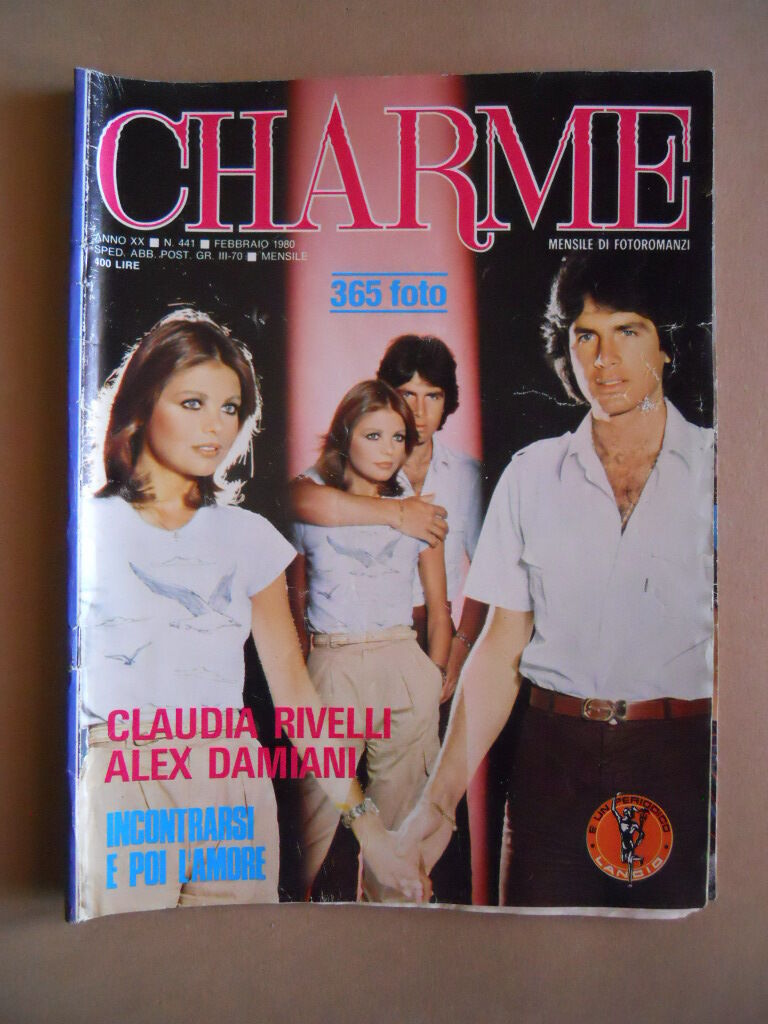 CHARME
ANNO XX ■ N. 441 ■ FEBBRAIO 1980
SPED. ABB. POST. GR. III-70 ■ MENSILE
400 LIRE
MENSILE DI FOTOROMANZI
365 foto
CLAUDIA RIVELLI
ALEX DAMIANI
INCONTRARSI
E POI L'AMORE
È UN PERIODICO
LANCIO